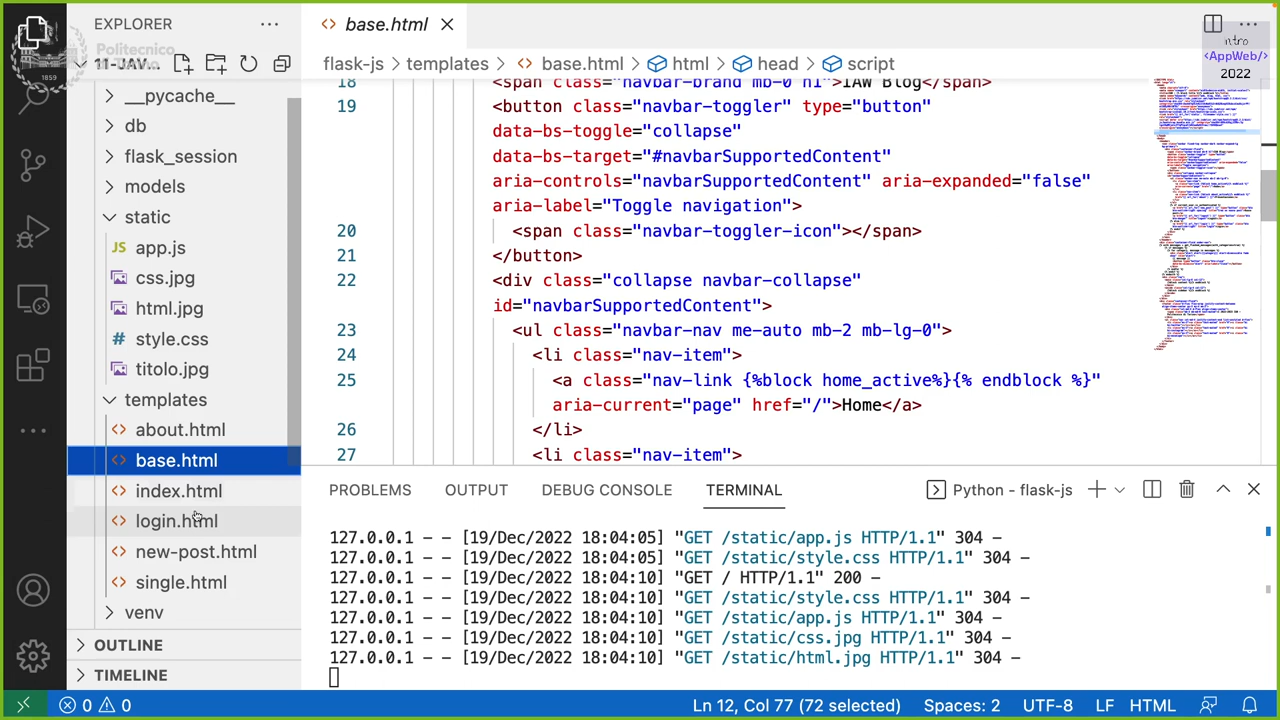 EXPLORER
base.html
Politecnico
1859
11-JAV...
flask-js templates base.html html head script
ntro
<AppWeb/>
2022
__pycache__
db
flask_session
models
static
app.js
css.jpg
html.jpg
style.css
titolo.jpg
templates
about.html
base.html
index.html
login.html
new-post.html
single.html
venv
OUTLINE
TIMELINE
18 <span class="navbar-brand mb-0 h1">IAW Blog</span>
19 <button class="navbar-toggler" type="button"
data-bs-toggle="collapse"
data-bs-target="#navbarSupportedContent"
aria-controls="navbarSupportedContent" aria-expanded="false"
aria-label="Toggle navigation">
20 <span class="navbar-toggler-icon"></span>
21 </button>
22 <div class="collapse navbar-collapse"
id="navbarSupportedContent">
23 <ul class="navbar-nav me-auto mb-2 mb-lg-0">
24 <li class="nav-item">
25 <a class="nav-link {%block home_active%}{% endblock %}"
aria-current="page" href="/">Home</a>
26 </li>
27 <li class="nav-item">
PROBLEMS OUTPUT DEBUG CONSOLE TERMINAL Python - flask-js
127.0.0.1 - - [19/Dec/2022 18:04:05] "GET /static/app.js HTTP/1.1" 304 -
127.0.0.1 - - [19/Dec/2022 18:04:05] "GET /static/style.css HTTP/1.1" 304 -
127.0.0.1 - - [19/Dec/2022 18:04:10] "GET / HTTP/1.1" 200 -
127.0.0.1 - - [19/Dec/2022 18:04:10] "GET /static/style.css HTTP/1.1" 304 -
127.0.0.1 - - [19/Dec/2022 18:04:10] "GET /static/app.js HTTP/1.1" 304 -
127.0.0.1 - - [19/Dec/2022 18:04:10] "GET /static/css.jpg HTTP/1.1" 304 -
127.0.0.1 - - [19/Dec/2022 18:04:10] "GET /static/html.jpg HTTP/1.1" 304 -
0 0 Ln 12, Col 77 (72 selected) Spaces: 2 UTF-8 LF HTML